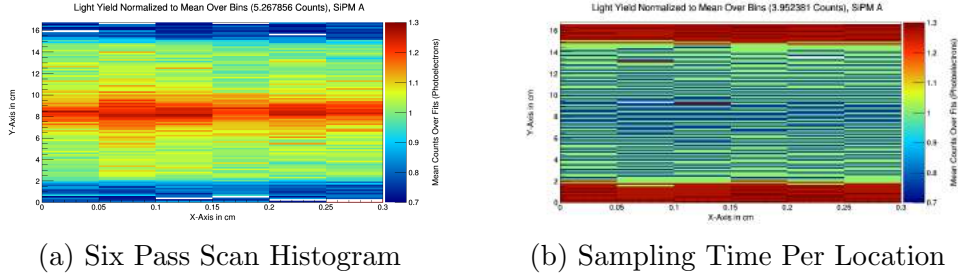 Light Yield Normalized to Mean Over Bins (5.267856 Counts), SiPM A
16
14
12
10
8
6
4
2
0
Y-Axis in cm
0 0.05 0.1 0.15 0.2 0.25 0.3
X-Axis in cm
1.3
1.2
1.1
1
0.9
0.8
0.7
Mean Counts Over Fits (Photoelectrons)
(a) Six Pass Scan Histogram
Light Yield Normalized to Mean Over Bins (3.952381 Counts), SiPM A
16
14
12
10
8
6
4
2
0
Y-Axis in cm
0 0.05 0.1 0.15 0.2 0.25 0.3
X-Axis in cm
1.3
1.2
1.1
1
0.9
0.8
0.7
Mean Counts Over Fits (Photoelectrons)
(b) Sampling Time Per Location